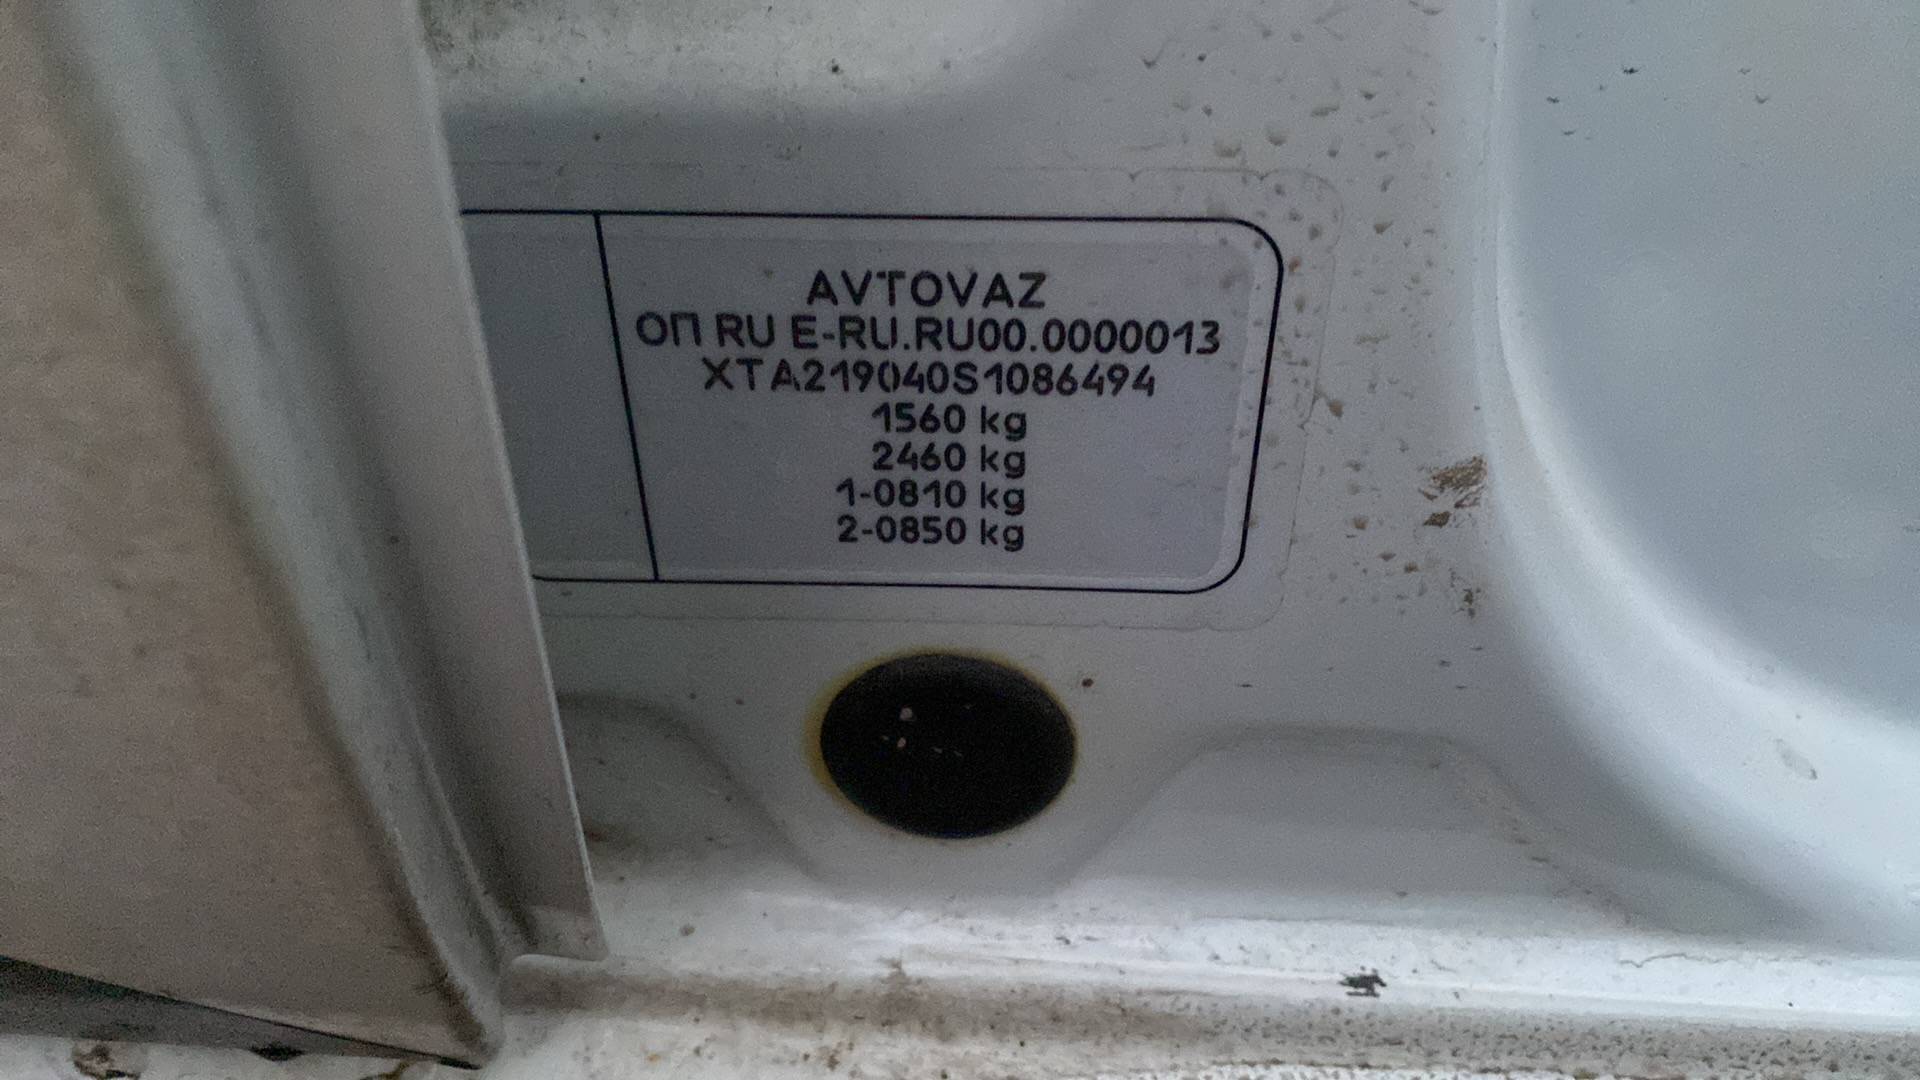 AVTOVAZ
ОП RU E-RU.RU00.0000013
XTA219040S1086494
1560 kg
2460 kg
1-0810 kg
2-0850 kg